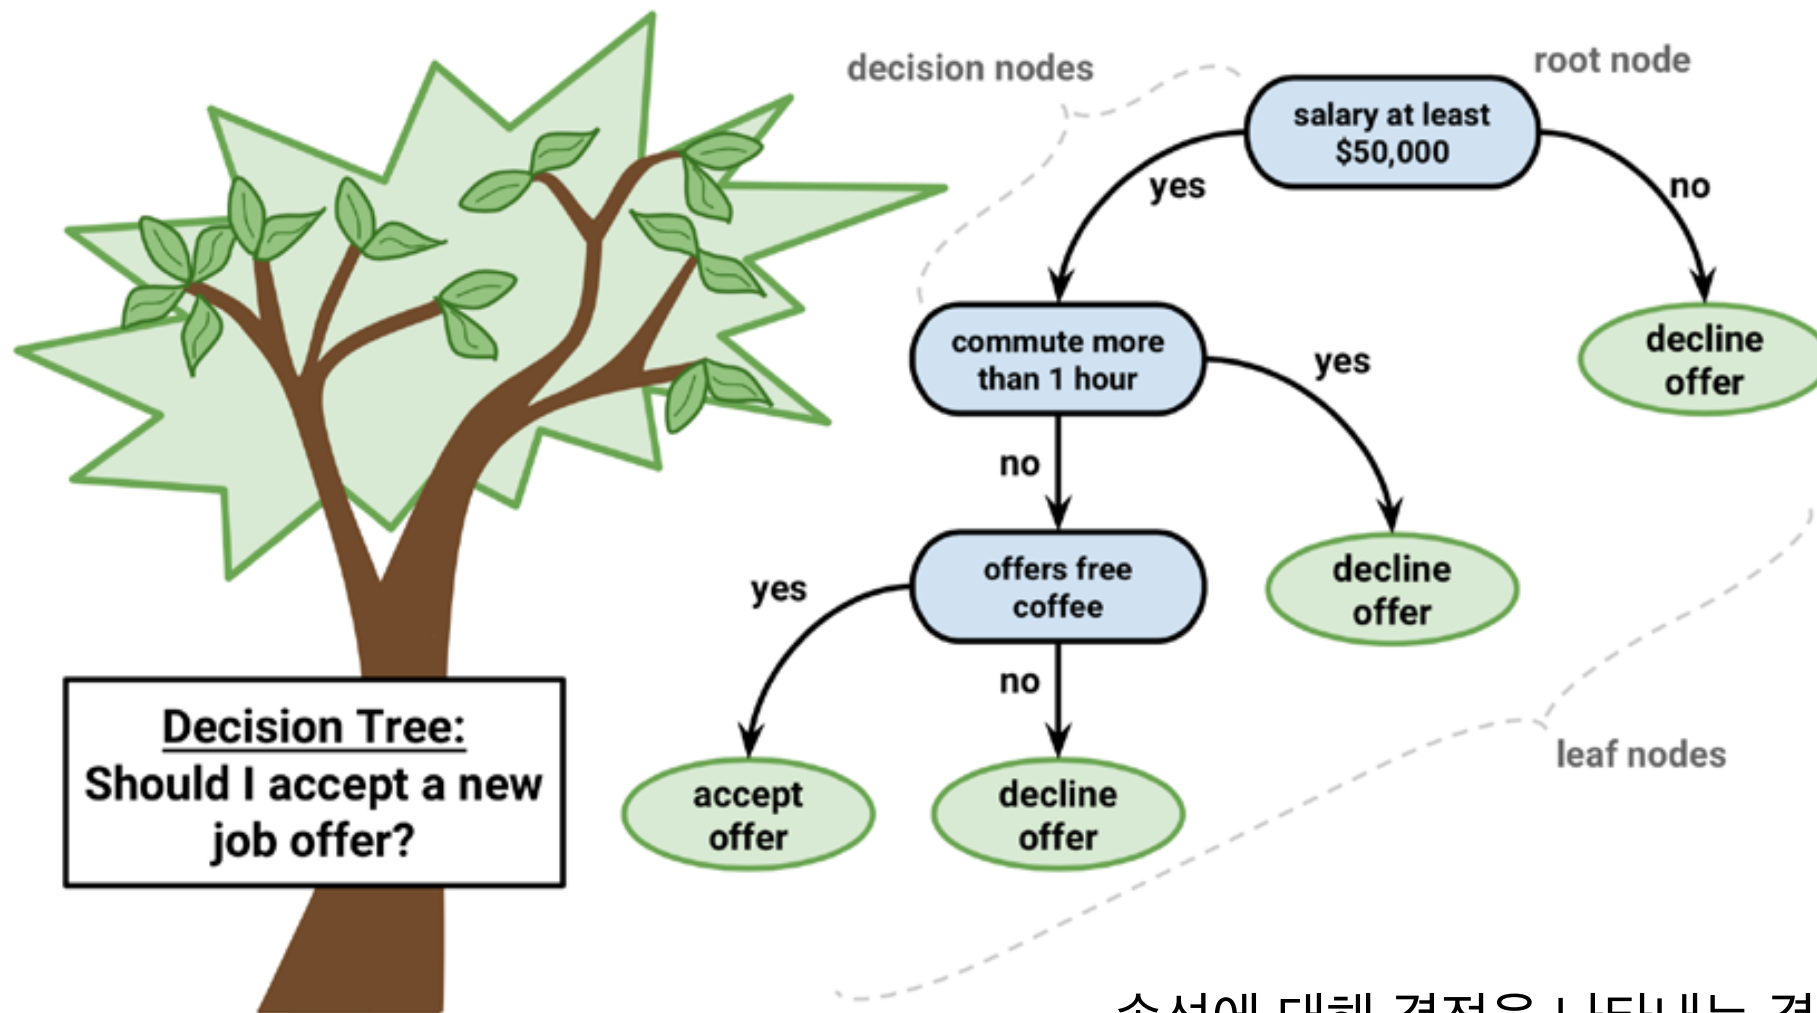 decision nodes
root node
salary at least
$50,000
yes
no
commute more
than 1 hour
yes
decline
offer
no
offers free
coffee
decline
offer
yes
no
accept
offer
decline
offer
leaf nodes
Decision Tree:
Should I accept a new
job offer?
대해